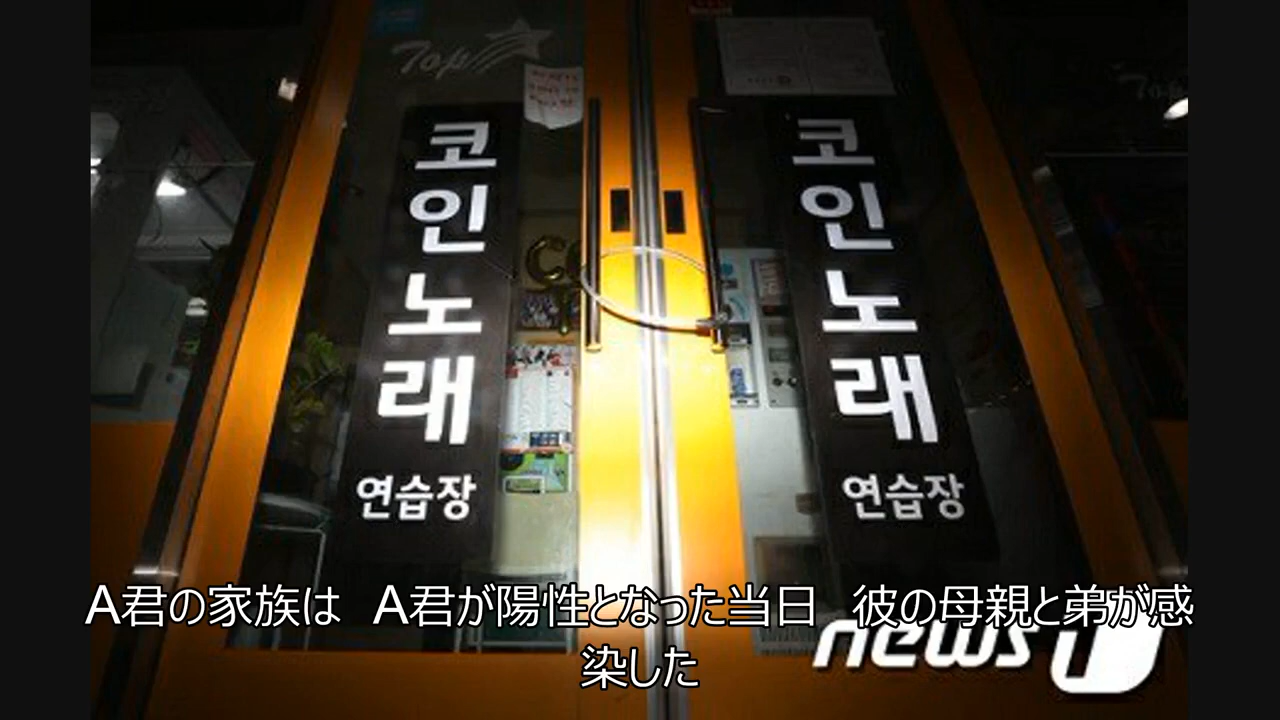 Top
코인노래
연습장
코인노래
연습장
A君の家族は　A君が陽性となった当日　彼の母親と弟が感
染した
news1